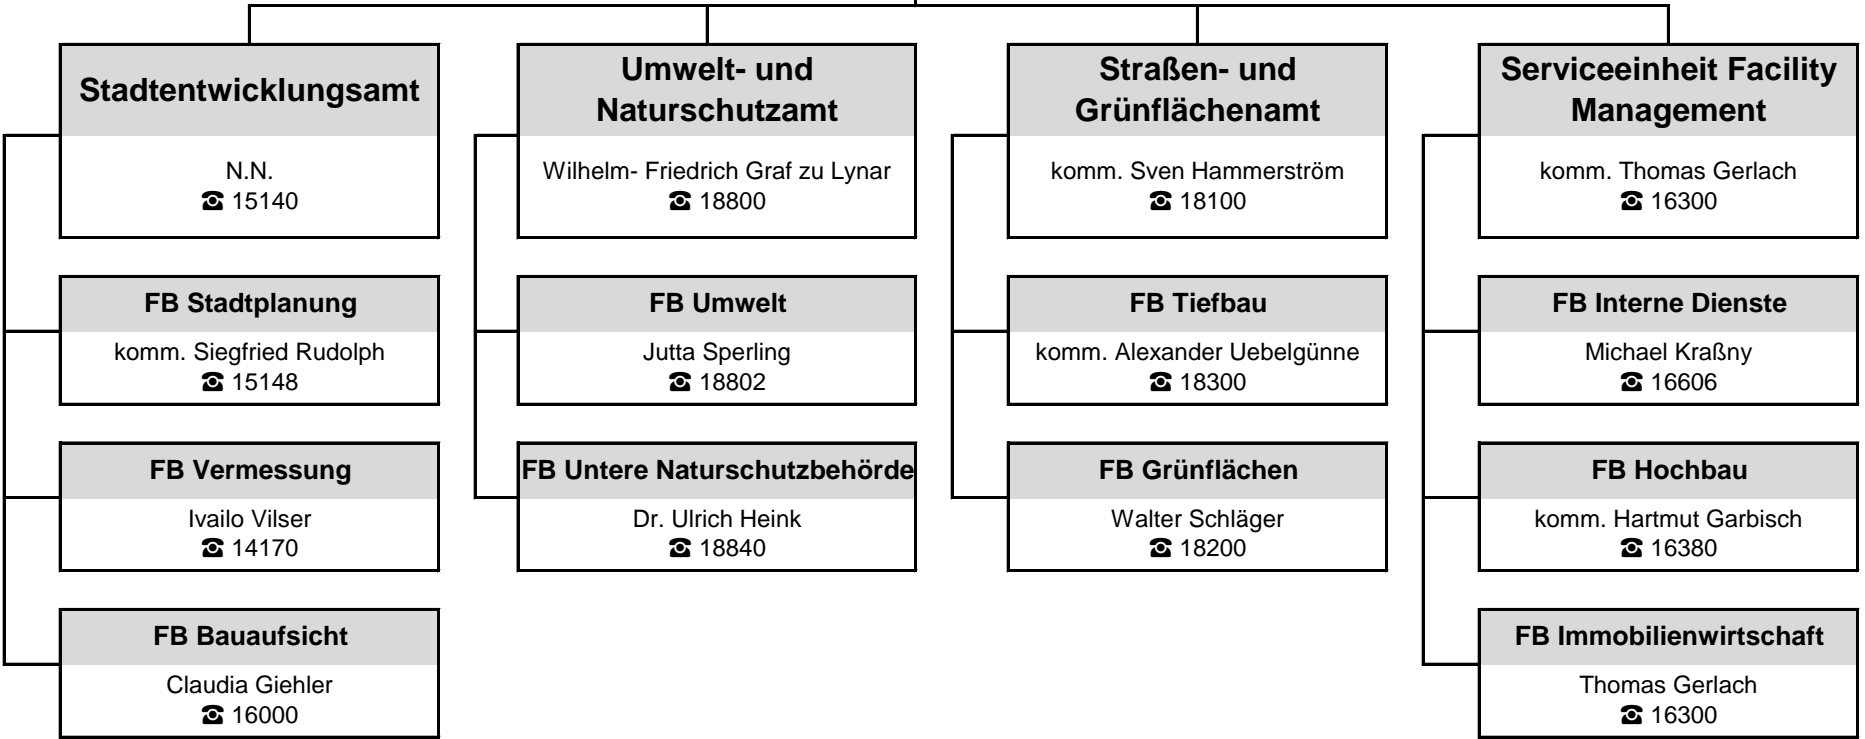 Stadtentwicklungsamt
N.N.
☎ 15140
FB Stadtplanung
komm. Siegfried Rudolph
☎ 15148
FB Vermessung
Ivailo Vilser
☎ 14170
FB Bauaufsicht
Claudia Giehler
☎ 16000
Umwelt- und
Naturschutzamt
Wilhelm- Friedrich Graf zu Lynar
☎ 18800
FB Umwelt
Jutta Sperling
☎ 18802
FB Untere Naturschutzbehörde
Dr. Ulrich Heink
☎ 18840
Straßen- und
Grünflächenamt
komm. Sven Hammerström
☎ 18100
FB Tiefbau
komm. Alexander Uebelgünne
☎ 18300
FB Grünflächen
Walter Schläger
☎ 18200
Serviceeinheit Facility
Management
komm. Thomas Gerlach
☎ 16300
FB Interne Dienste
Michael Kraßny
☎ 16606
FB Hochbau
komm. Hartmut Garbisch
☎ 16380
FB Immobilienwirtschaft
Thomas Gerlach
☎ 16300